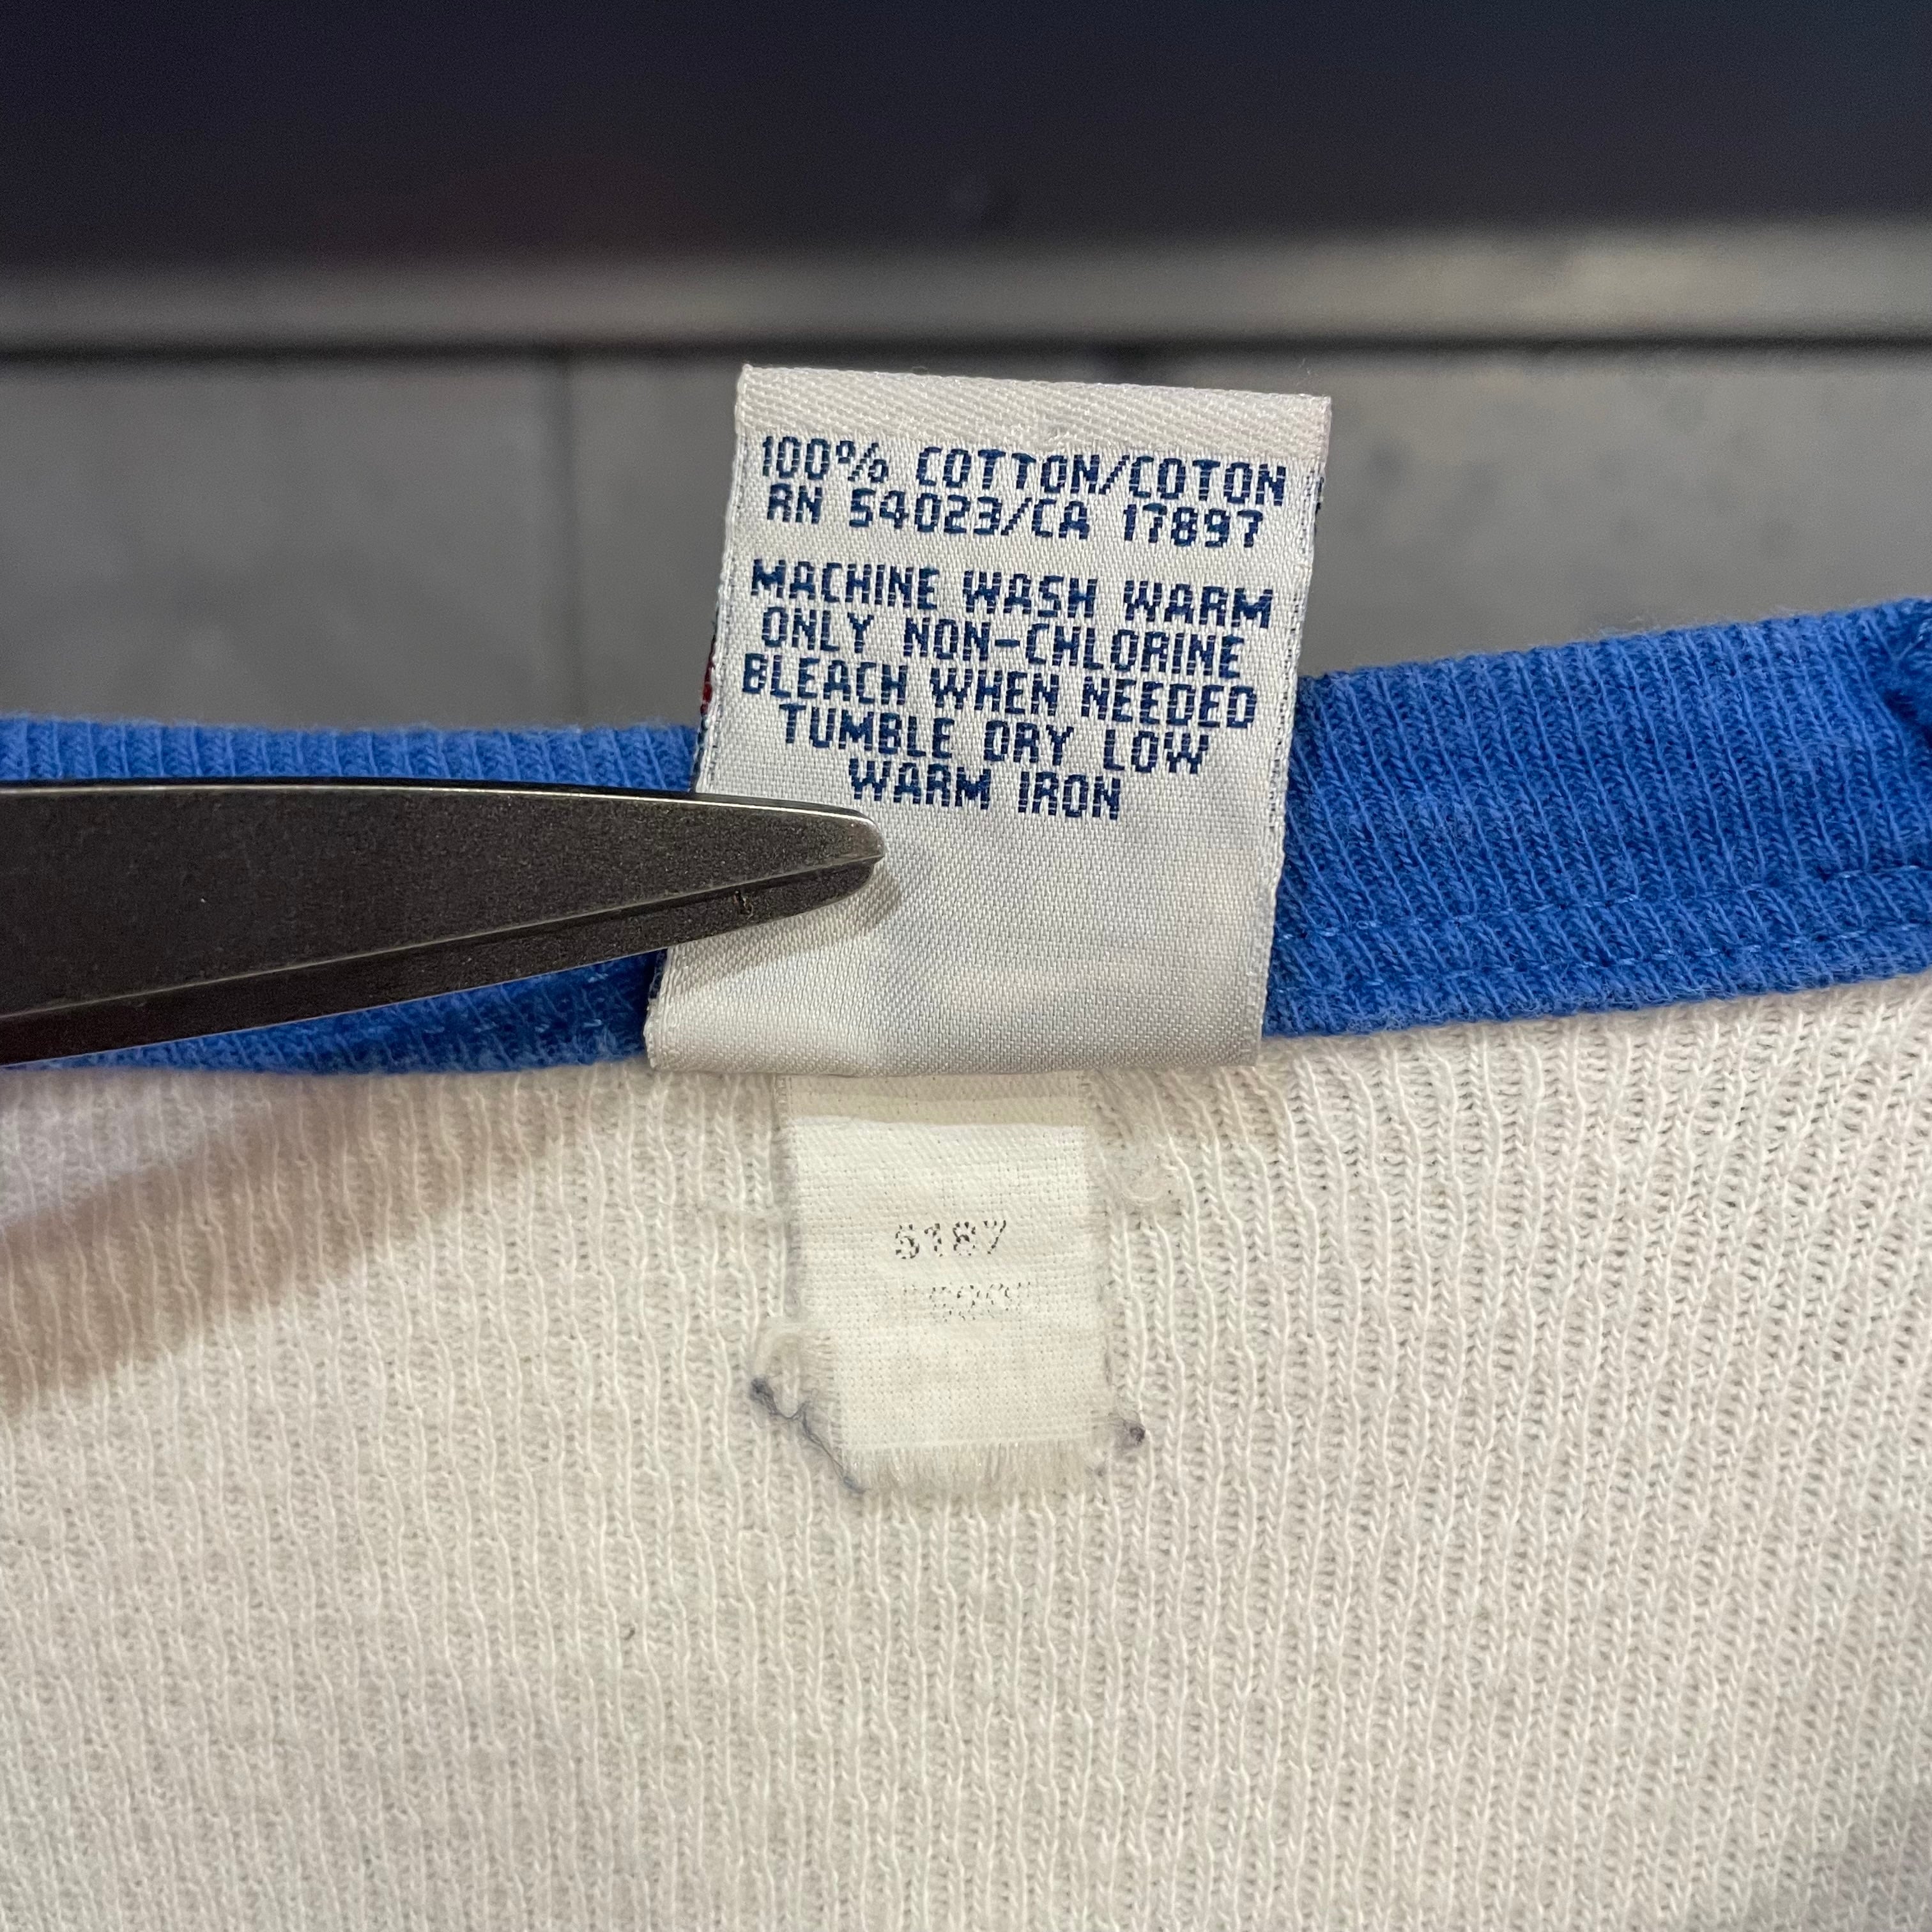 100% COTTON/COTON
RN 54023/CA 17897
MACHINE WASH WARM
ONLY NON-CHLORINE
BLEACH WHEN NEEDED
TUMBLE DRY LOW
WARM IRON
5187